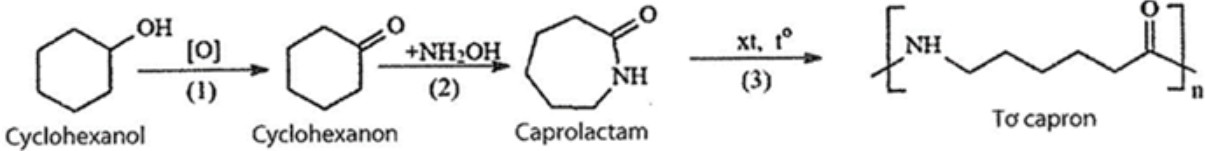 OH
[O]
(1)
Cyclohexanol
O
+NH₂OH
(2)
Cyclohexanon
O
NH
Caprolactam
xt, t°
(3)
NH
O
n
Tơ capron